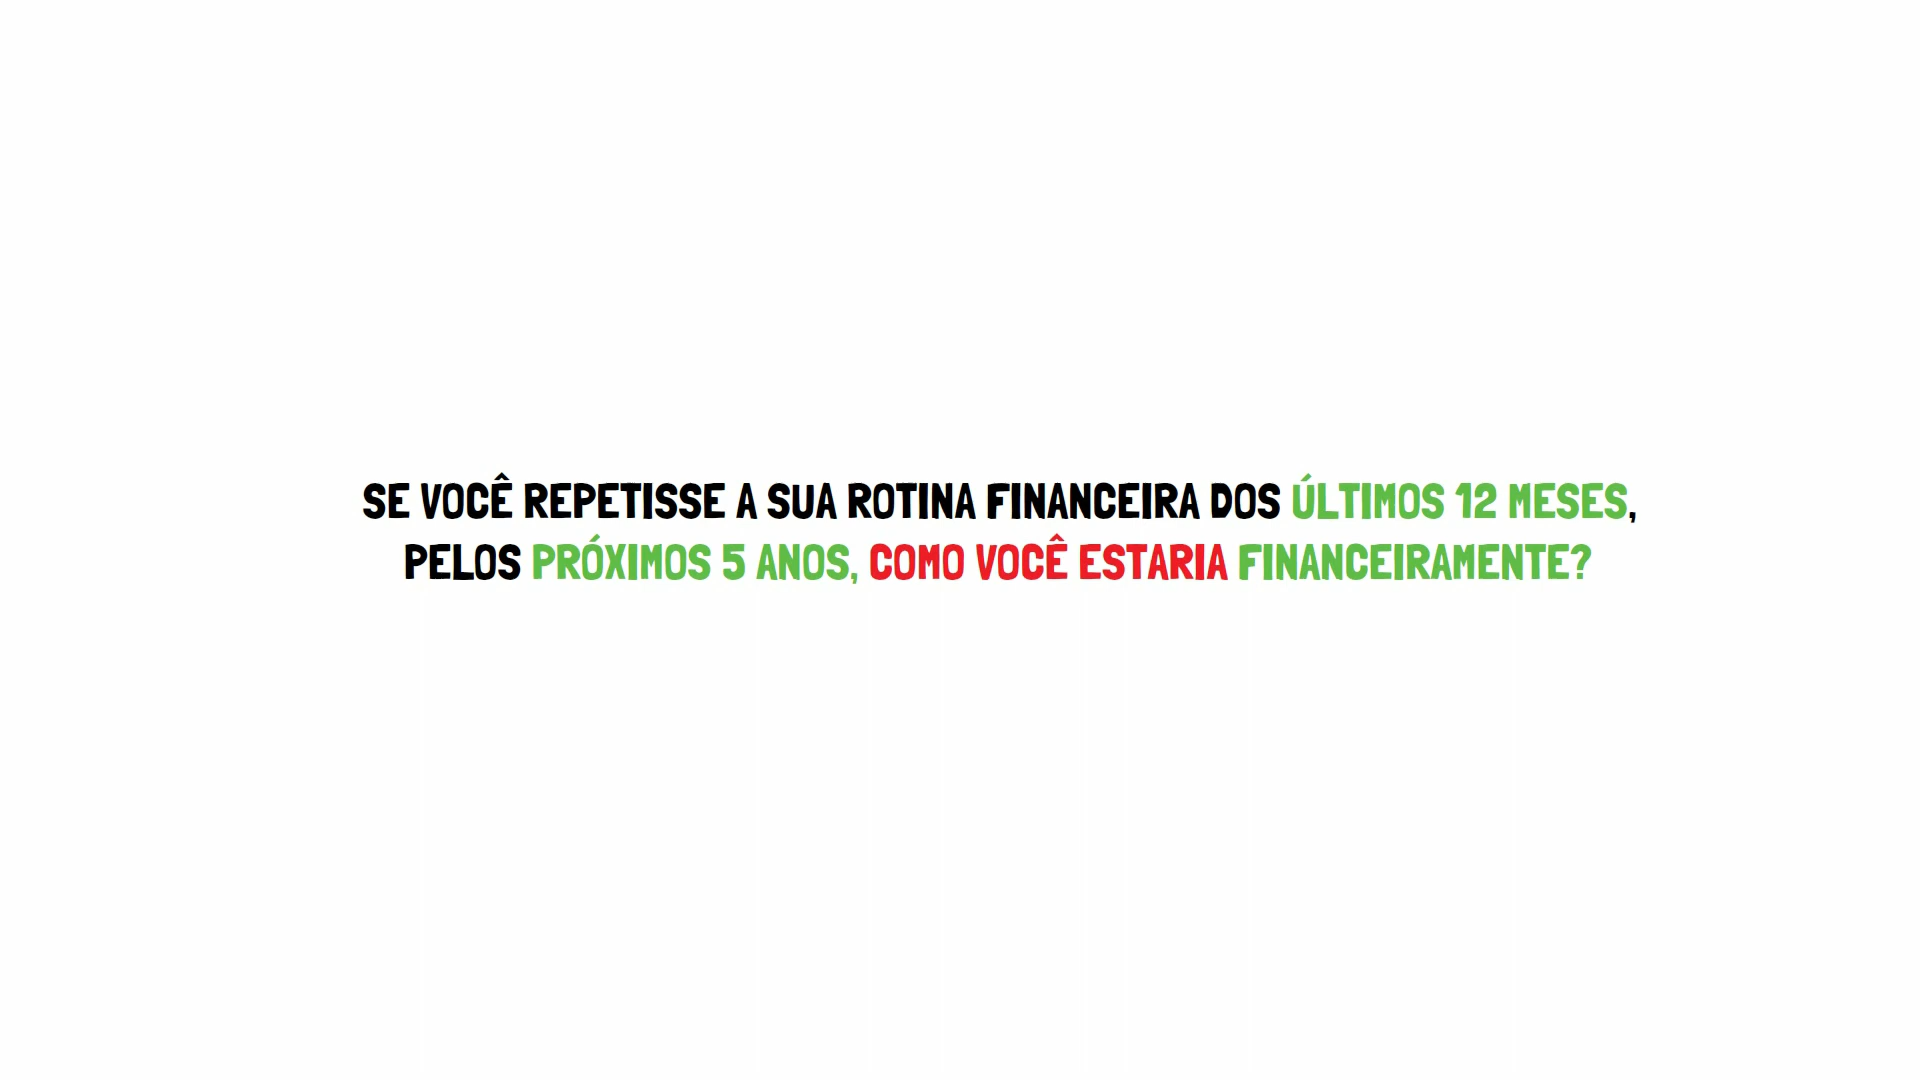 SE VOCÊ REPETISSE A SUA ROTINA FINANCEIRA DOS ÚLTIMOS 12 MESES,
PELOS PRÓXIMOS 5 ANOS, COMO VOCÊ ESTARIA FINANCEIRAMENTE?